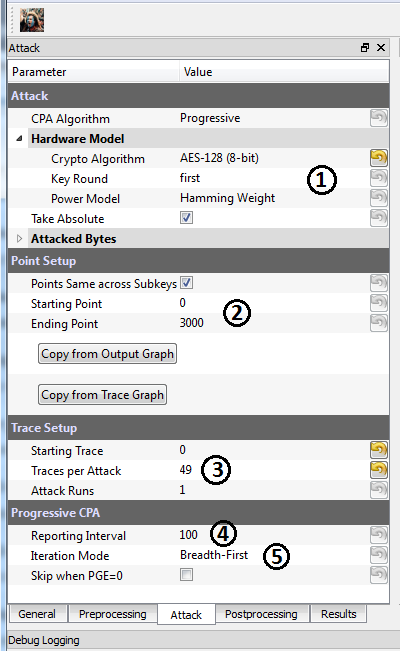 Attack
Parameter Value
Attack
CPA Algorithm Progressive
Hardware Model
Crypto Algorithm AES-128 (8-bit)
Key Round first
1
Power Model Hamming Weight
Take Absolute
Attacked Bytes
Point Setup
Points Same across Subkeys
Starting Point 0
2
Ending Point 3000
Copy from Output Graph
Copy from Trace Graph
Trace Setup
Starting Trace 0
Traces per Attack 49 3
Attack Runs 1
Progressive CPA
Reporting Interval 100 4
Iteration Mode Breadth-First 5
Skip when PGE=0
General Preprocessing Attack Postprocessing Results
Debug Logging